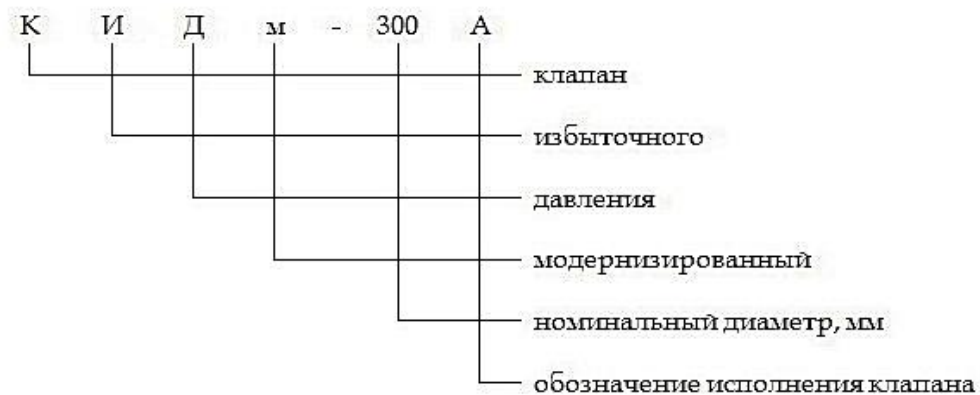 К И Д м - 300 А
клапан
избыточного
давления
модернизированный
номинальный диаметр, мм
обозначение исполнения клапана